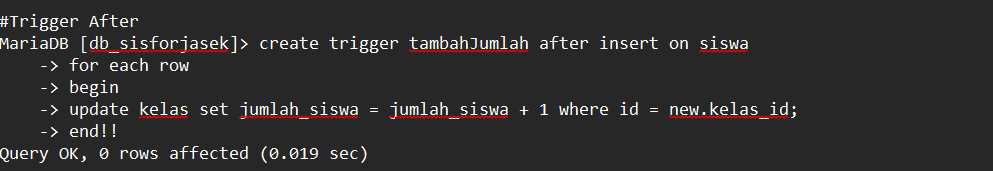 #Trigger After
MariaDB [db_sisforjasek]> create trigger tambahJumlah after insert on siswa
-> for each row
-> begin
-> update kelas set jumlah_siswa = jumlah_siswa + 1 where id = new.kelas_id;
-> end!!
Query OK, 0 rows affected (0.019 sec)